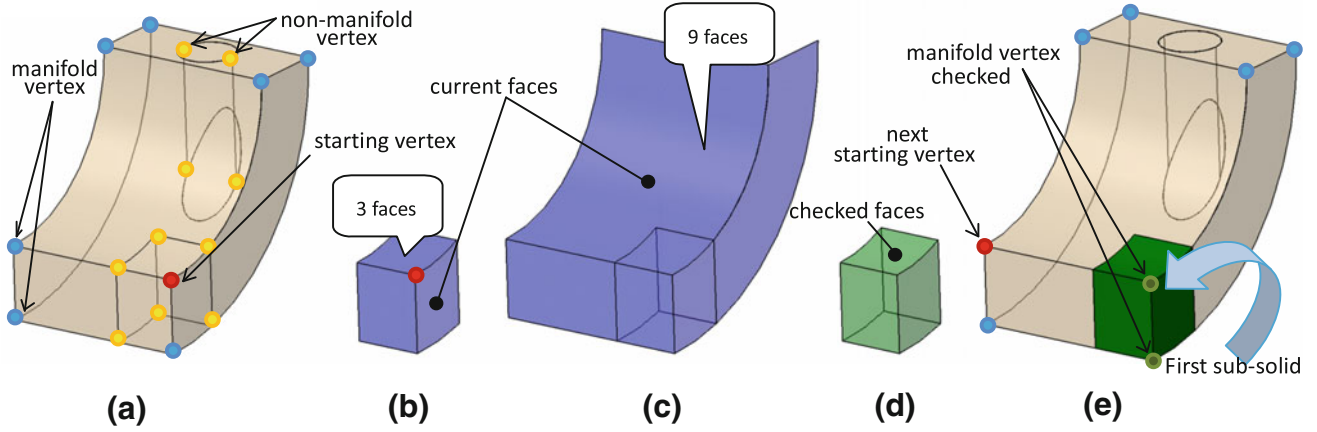 non-manifold
vertex
manifold
vertex
starting vertex
(a)
3 faces
(b)
current faces
9 faces
(c)
checked faces
(d)
manifold vertex
checked
next
starting vertex
First sub-solid
(e)